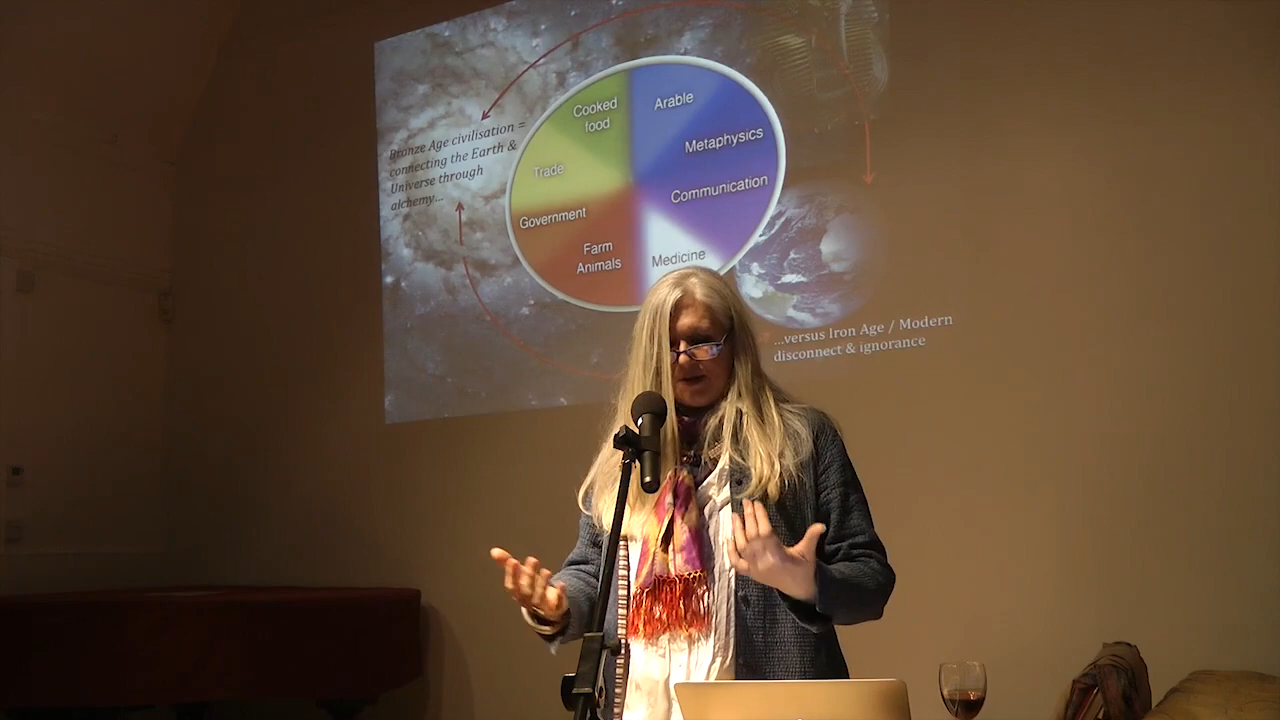 Cooked
food
Arable
Metaphysics
Communication
Medicine
Farm
Animals
Government
Trade
Bronze Age civilisation =
connecting the Earth &
Universe through
alchemy...
...versus Iron Age / Modern
disconnect & ignorance